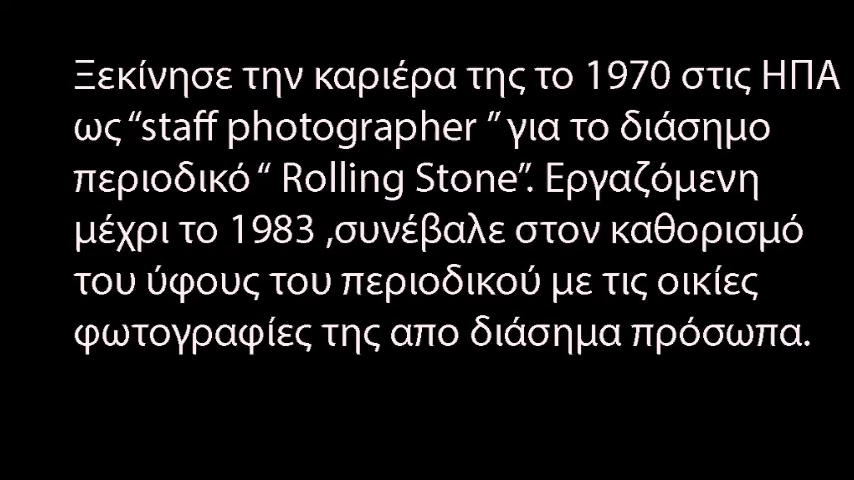 Ξεκίνησε την καριέρα της το 1970 στις ΗΠΑ
ως “staff photographer ” για το διάσημο
περιοδικό “ Rolling Stone”. Εργαζόμενη
μέχρι το 1983 ,συνέβαλε στον καθορισμό
του ύφους του περιοδικού με τις οικίες
φωτογραφίες της απο διάσημα πρόσωπα.